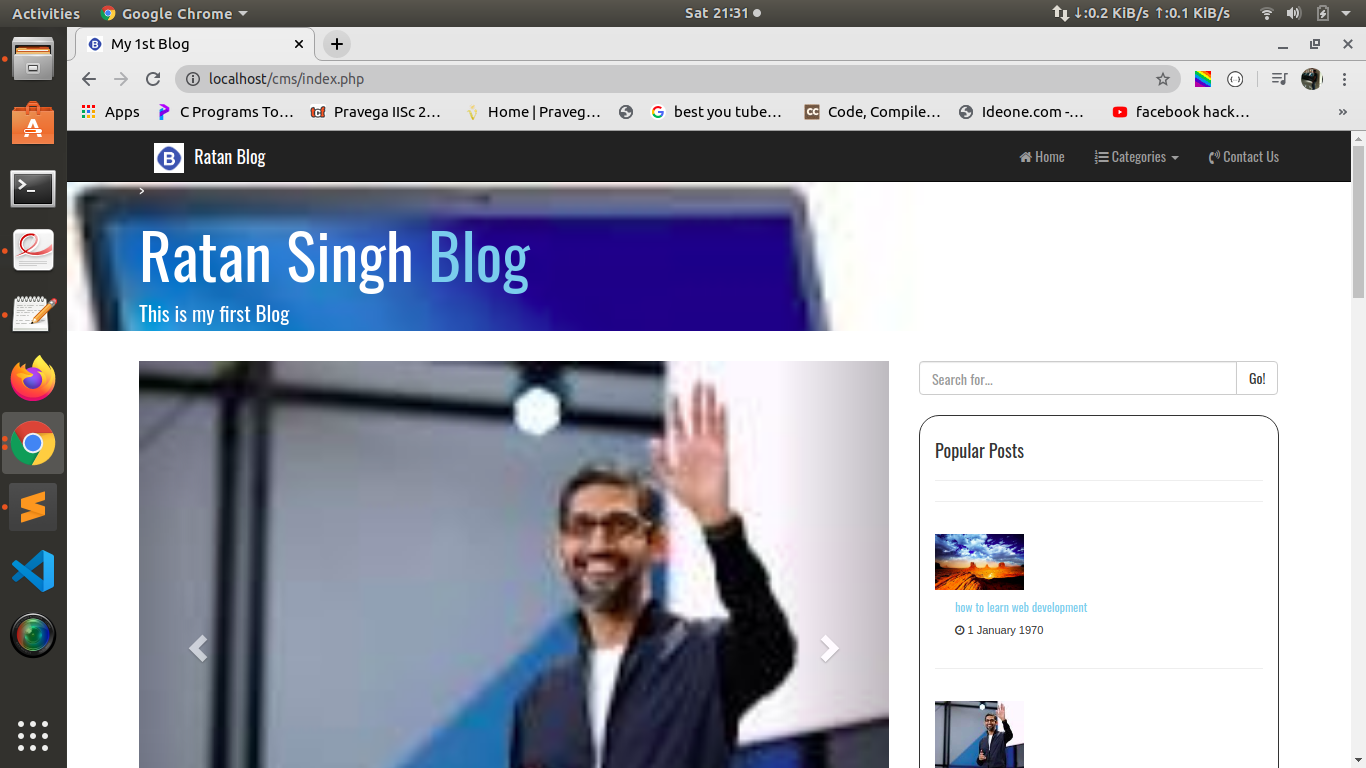 Activities Google Chrome Sat 21:31 ↓:0.2 KiB/s ↑:0.1 KiB/s
My 1st Blog
localhost/cms/index.php
Apps C Programs To… Pravega IISc 2… Home | Praveg… best you tube… Code, Compile… Ideone.com -… facebook hack… »
B Ratan Blog Home Categories Contact Us
>
Ratan Singh Blog
This is my first Blog
Search for... Go!
Popular Posts
how to learn web development
1 January 1970